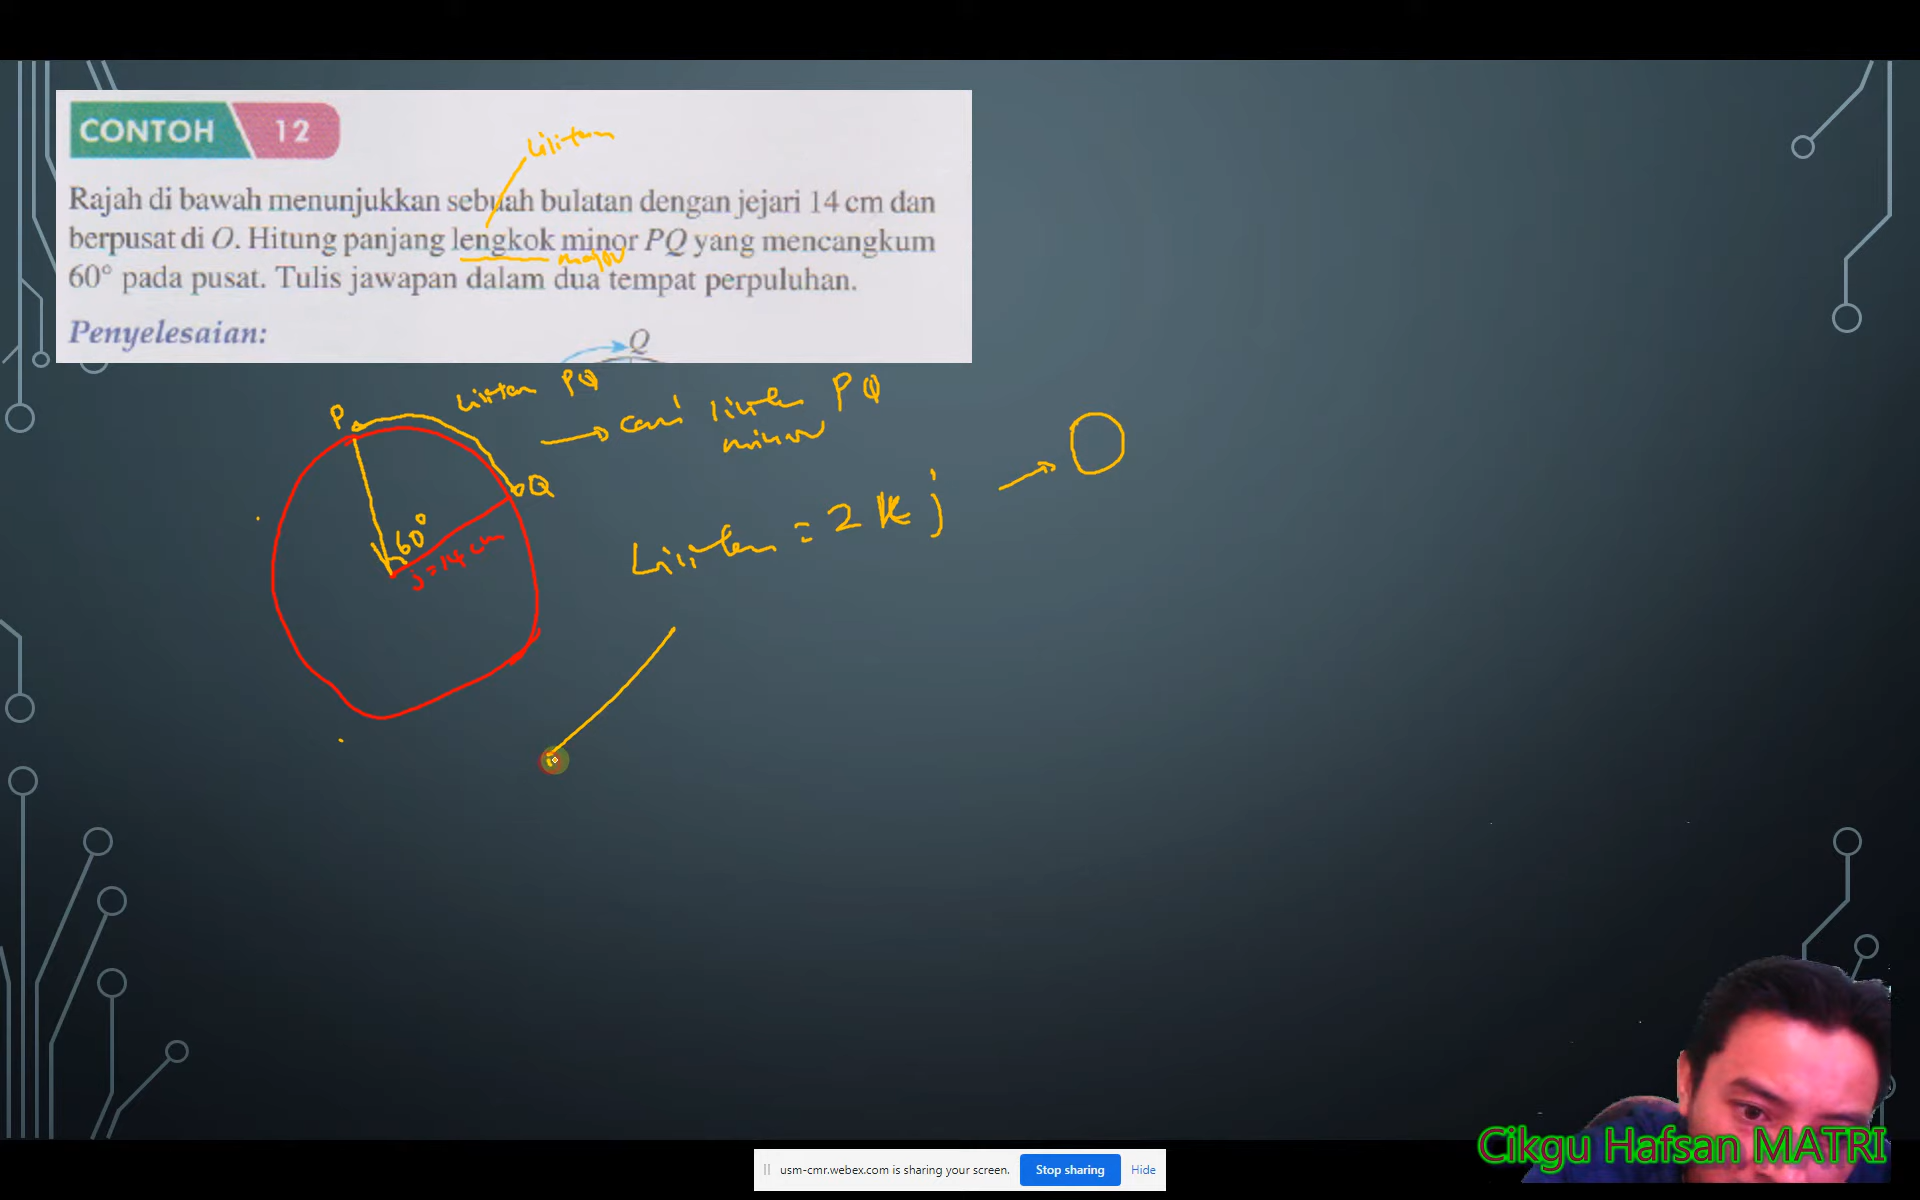 CONTOH 12
Lilitan
Rajah di bawah menunjukkan sebuah bulatan dengan jejari 14 cm dan
berpusat di O. Hitung panjang lengkok minor PQ yang mencangkum
major
60° pada pusat. Tulis jawapan dalam dua tempat perpuluhan.
Penyelesaian:
Q
Lilitan PQ
P
cari lilitan PQ
minor
Q
60°
j = 14 cm
Lilitan = 2πj
Cikgu Hafsan MATRI
usm-cmr.webex.com is sharing your screen. Stop sharing Hide